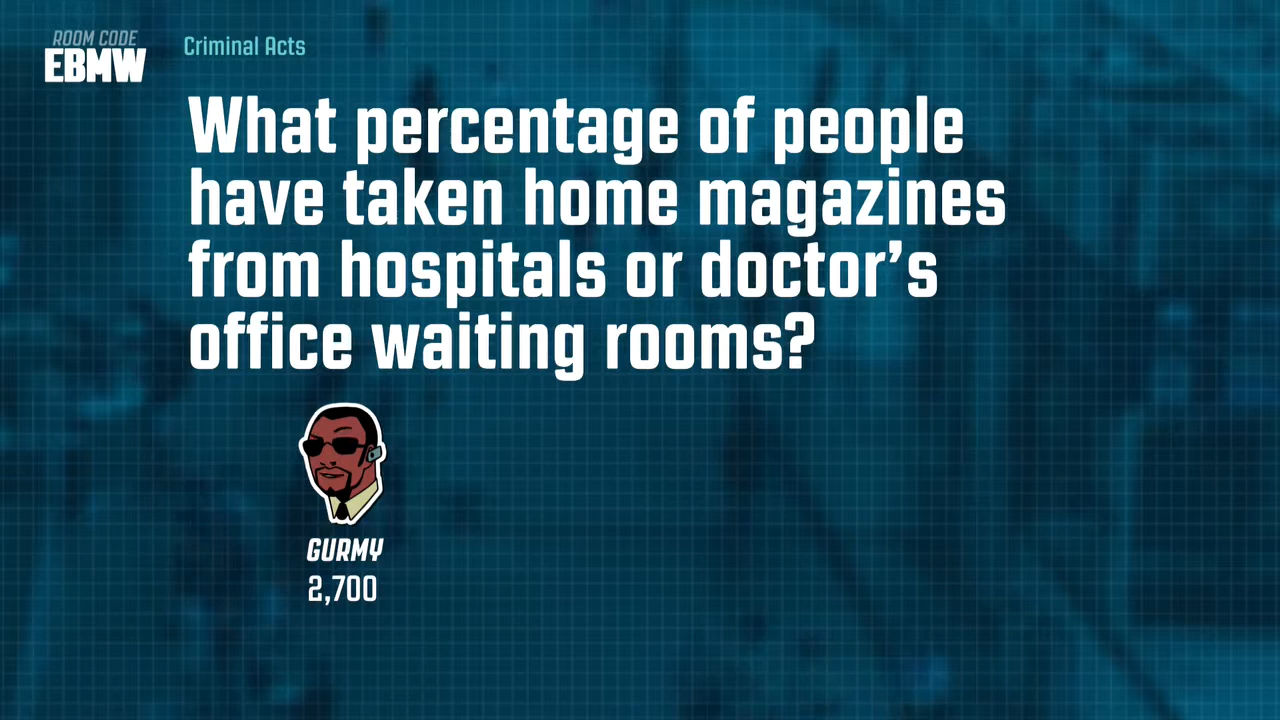 ROOM CODE
EBMW
Criminal Acts
What percentage of people
have taken home magazines
from hospitals or doctor’s
office waiting rooms?
GURMY
2,700